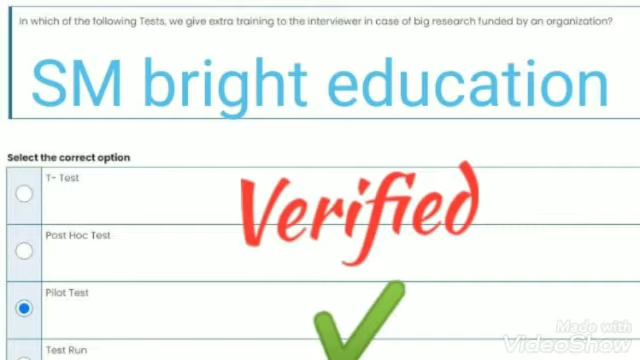 In which of the following Tests, we give extra training to the interviewer in case of big research funded by an organization?
SM bright education
Select the correct option
T- Test
Verified
Post Hoc Test
Pilot Test
Made with
VideoShow
Test Run